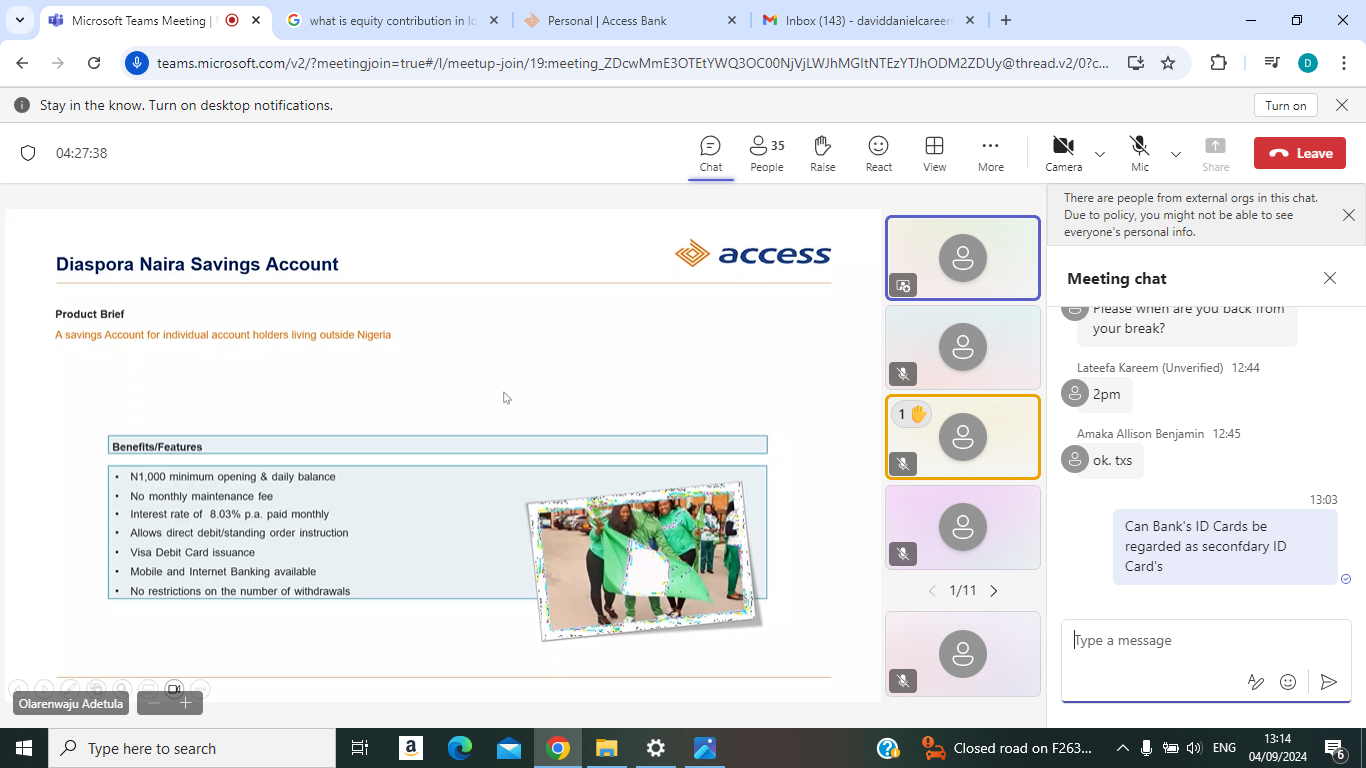 Microsoft Teams Meeting |
what is equity contribution in lo
Personal | Access Bank
Inbox (143) - daviddanielcareer
teams.microsoft.com/v2/?meetingjoin=true#/l/meetup-join/19:meeting_ZDcwMmE3OTEtYWQ3OC00NjVjLWJhMGItNTEzYTJhODM2ZDUy@thread.v2/0?c...
D
Stay in the know. Turn on desktop notifications.
Turn on
04:27:38
Chat
35
People
Raise
React
View
More
Camera
Mic
Share
Leave
There are people from external orgs in this chat.
Due to policy, you might not be able to see
everyone's personal info.
Diaspora Naira Savings Account
access
Product Brief
A savings Account for individual account holders living outside Nigeria
Benefits/Features
• N1,000 minimum opening & daily balance
• No monthly maintenance fee
• Interest rate of 8.03% p.a. paid monthly
• Allows direct debit/standing order instruction
• Visa Debit Card issuance
• Mobile and Internet Banking available
• No restrictions on the number of withdrawals
Olarenwaju Adetula
1
1/11
Meeting chat
Please when are you back from
your break?
Lateefa Kareem (Unverified) 12:44
2pm
Amaka Allison Benjamin 12:45
ok. txs
13:03
Can Bank's ID Cards be
regarded as seconfdary ID
Card's
Type a message
Type here to search
a
Closed road on F263...
ENG
13:14
04/09/2024
6